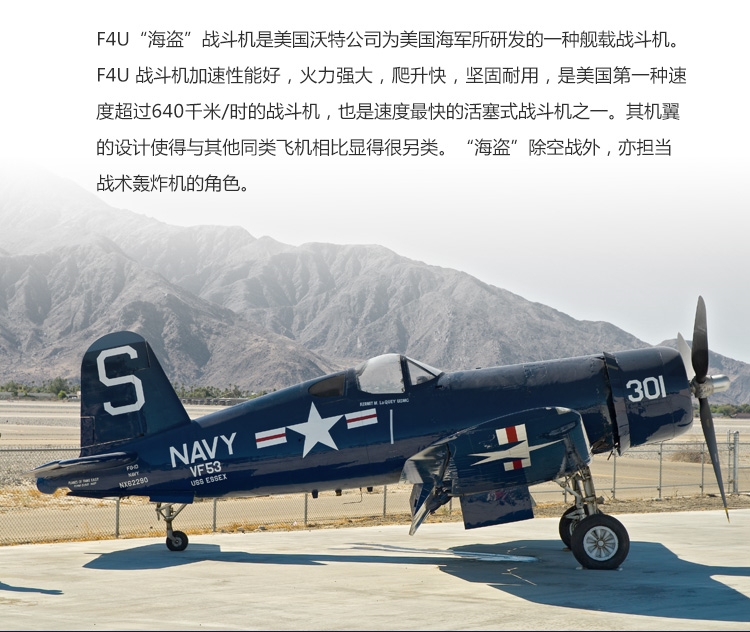 F4U“海盗”战斗机是美国沃特公司为美国海军所研发的一种舰载战斗机。
F4U 战斗机加速性能好，火力强大，爬升快，坚固耐用，是美国第一种速
度超过640千米/时的战斗机，也是速度最快的活塞式战斗机之一。其机翼
的设计使得与其他同类飞机相比显得很另类。“海盗”除空战外，亦担当
战术轰炸机的角色。
S
301
NAVY
VF53
USS ESSEX
NAVY
NX62290